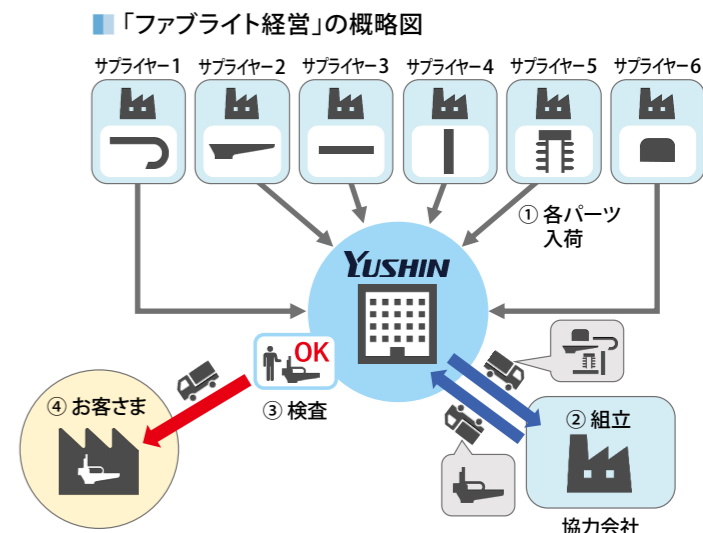 「ファブライト経営」の概略図
サプライヤー1 サプライヤー2 サプライヤー3 サプライヤー4 サプライヤー5 サプライヤー6
① 各パーツ
入荷
YUSHIN
OK
③ 検査
④ お客さま
② 組立
協力会社